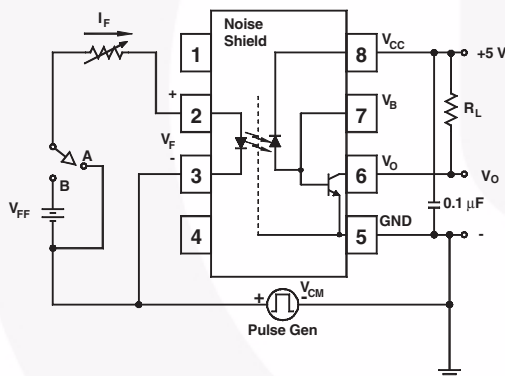 I_F
Noise
Shield
1
8
V_CC
+5 V
+
2
7
V_B
R_L
V_F
A
-
3
6
V_O
V_O
B
V_FF
0.1 µF
4
5
GND
-
+
V_CM
-
Pulse Gen